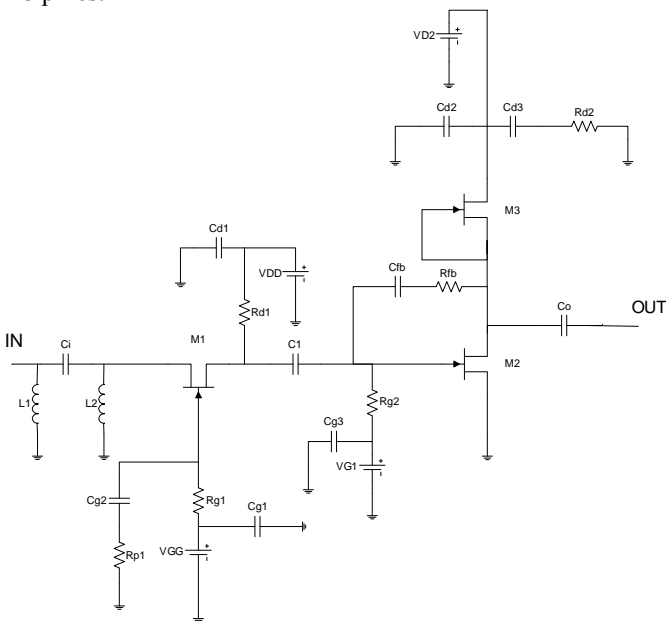 VD2
+
-
Cd2
Cd3
Rd2
M3
Cd1
VDD
+
-
Cfb
Rfb
Rd1
Co
OUT
IN
Ci
M1
C1
M2
L1
L2
Rg2
Cg3
VG1
+
-
Cg2
Rg1
Cg1
Rp1
VGG
+
-